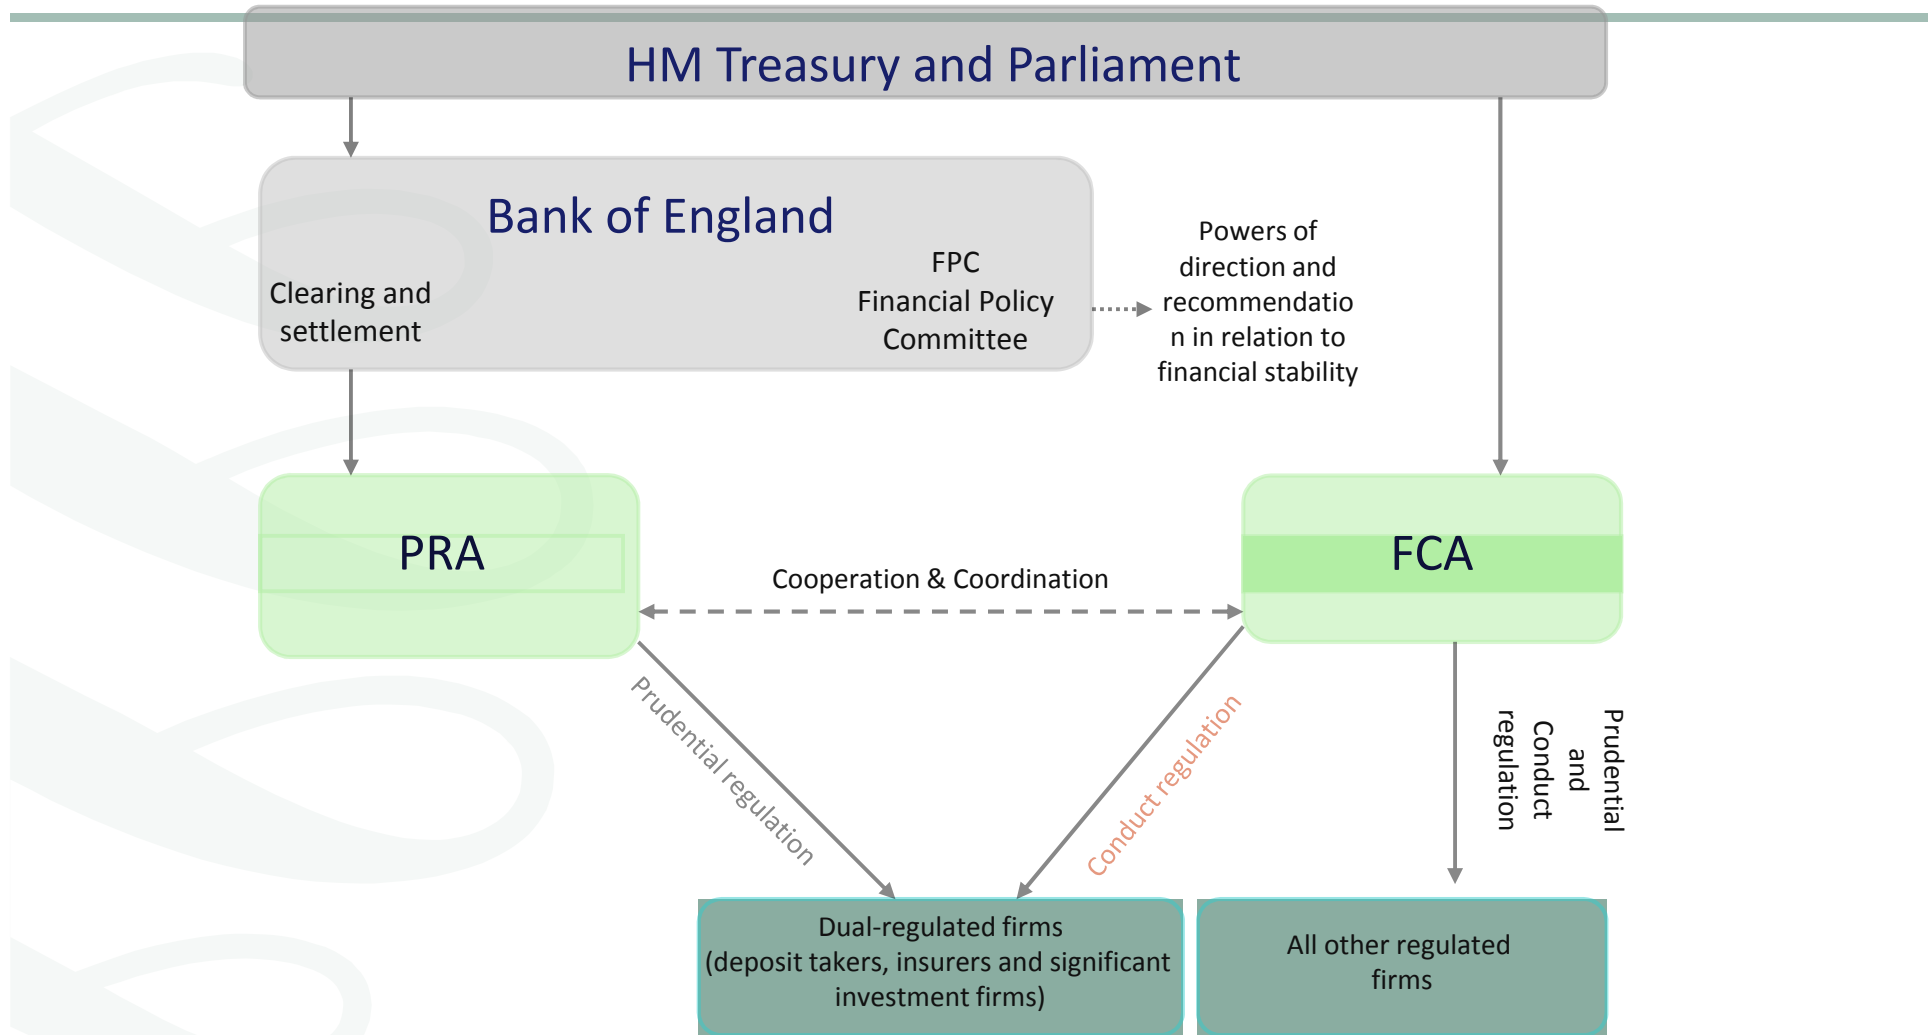 HM Treasury and Parliament
Bank of England
Clearing and
settlement
FPC
Financial Policy
Committee
Powers of
direction and
recommendatio
n in relation to
financial stability
PRA
FCA
Cooperation & Coordination
Prudential regulation
Conduct regulation
Prudential
and
Conduct
regulation
Dual-regulated firms
(deposit takers, insurers and significant
investment firms)
All other regulated
firms